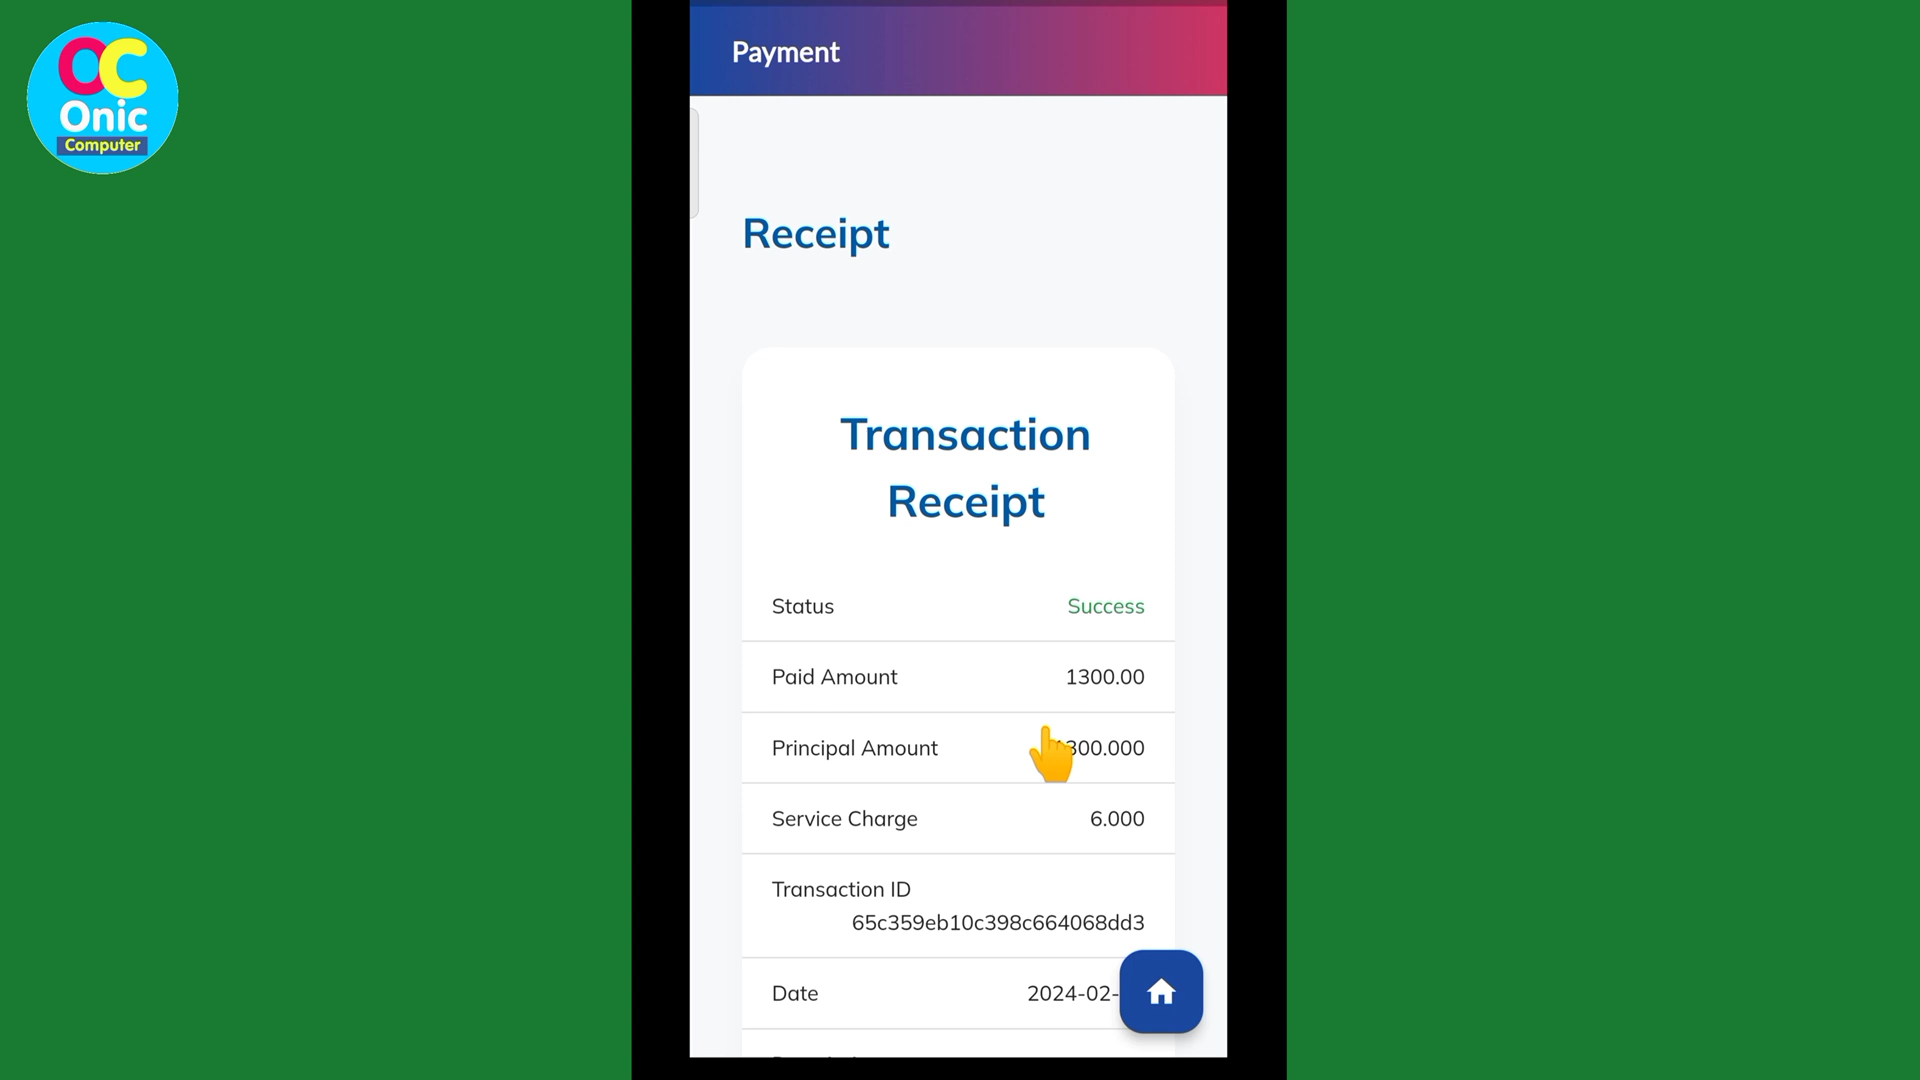 OC
Onic
Computer
Payment
Receipt
Transaction
Receipt
Status Success
Paid Amount 1300.00
Principal Amount 300.000
Service Charge 6.000
Transaction ID
65c359eb10c398c664068dd3
Date 2024-02-